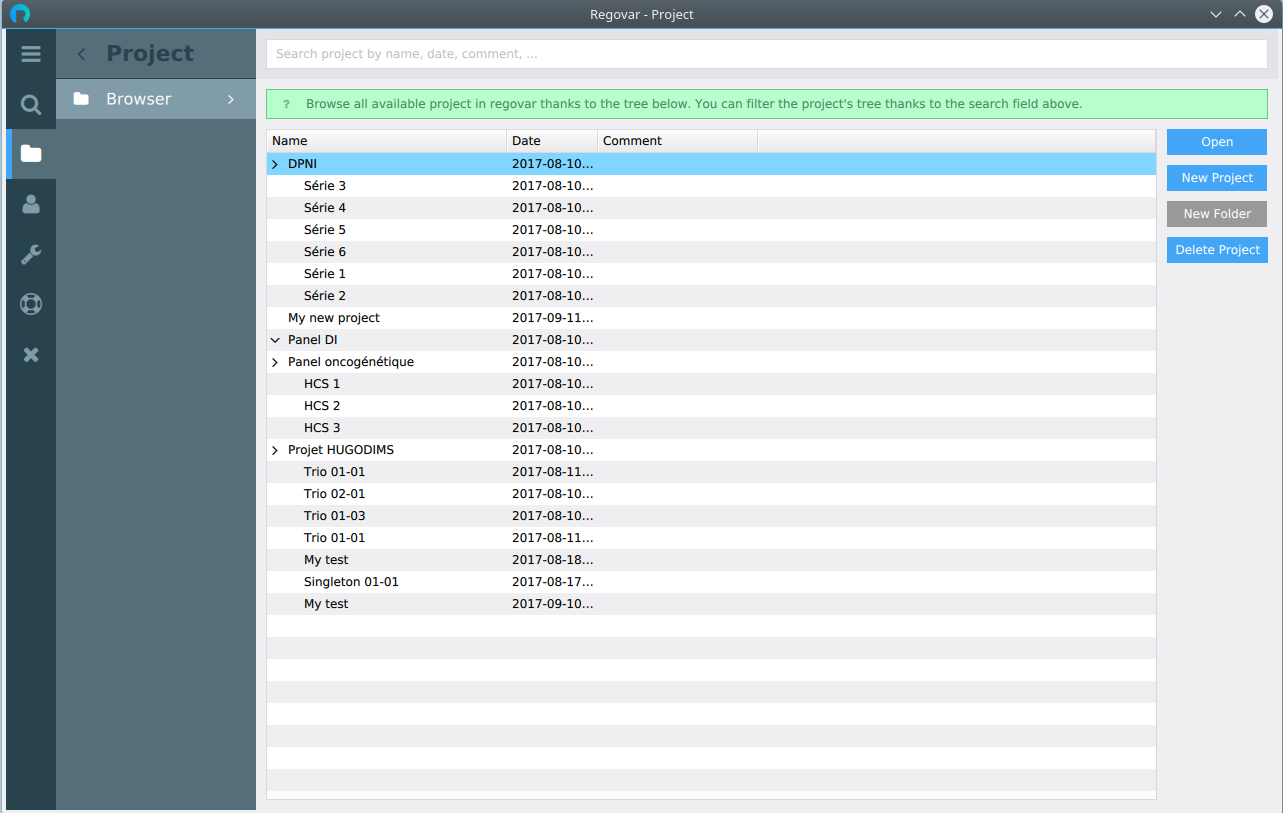 Regovar - Project
Project
Search project by name, date, comment, ...
Browser
? Browse all available project in regovar thanks to the tree below. You can filter the project's tree thanks to the search field above.
Name Date Comment
Open
DPNI 2017-08-10...
New Project
Série 3 2017-08-10...
Série 4 2017-08-10...
New Folder
Série 5 2017-08-10...
Série 6 2017-08-10...
Delete Project
Série 1 2017-08-10...
Série 2 2017-08-10...
My new project 2017-09-11...
Panel DI 2017-08-10...
Panel oncogénétique 2017-08-10...
HCS 1 2017-08-10...
HCS 2 2017-08-10...
HCS 3 2017-08-10...
Projet HUGODIMS 2017-08-10...
Trio 01-01 2017-08-11...
Trio 02-01 2017-08-10...
Trio 01-03 2017-08-10...
Trio 01-01 2017-08-11...
My test 2017-08-18...
Singleton 01-01 2017-08-17...
My test 2017-09-10...